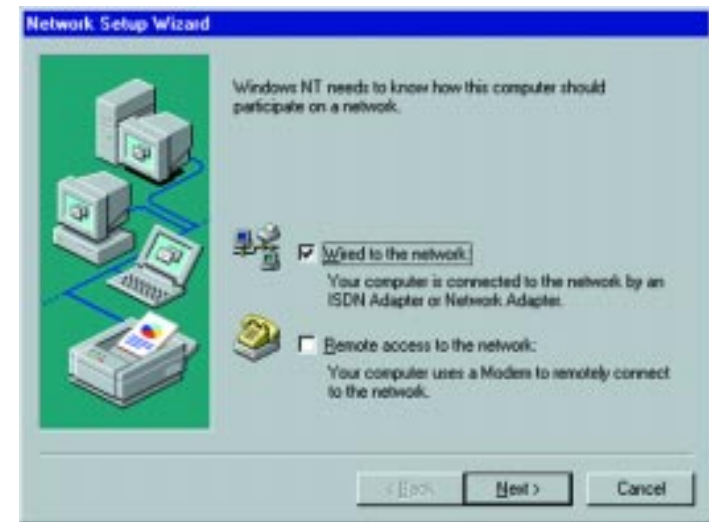 Network Setup Wizard
Windows NT needs to know how this computer should
participate on a network.
Wired to the network:
Your computer is connected to the network by an
ISDN Adapter or Network Adapter.
Remote access to the network:
Your computer uses a Modem to remotely connect
to the network.
< Back
Next >
Cancel